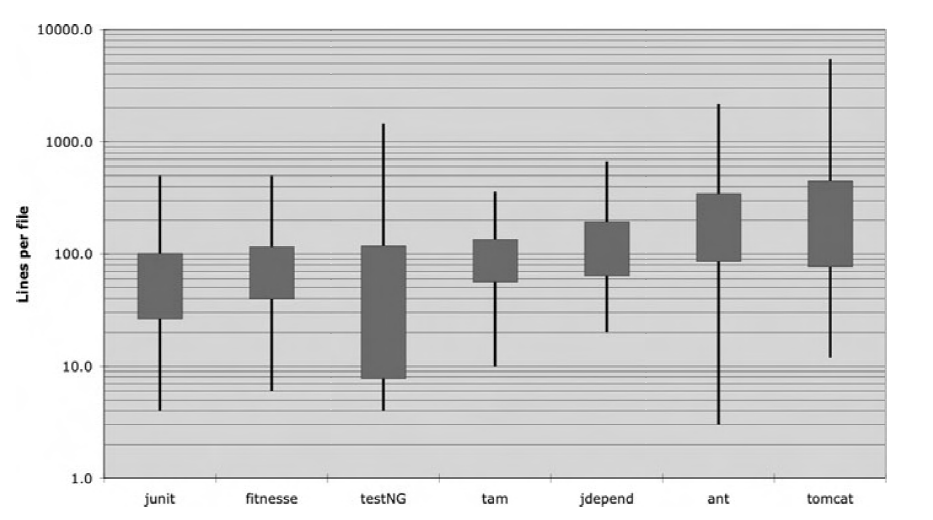 10000.0
1000.0
100.0
10.0
1.0
Lines per file
junit fitnesse testNG tam jdepend ant tomcat